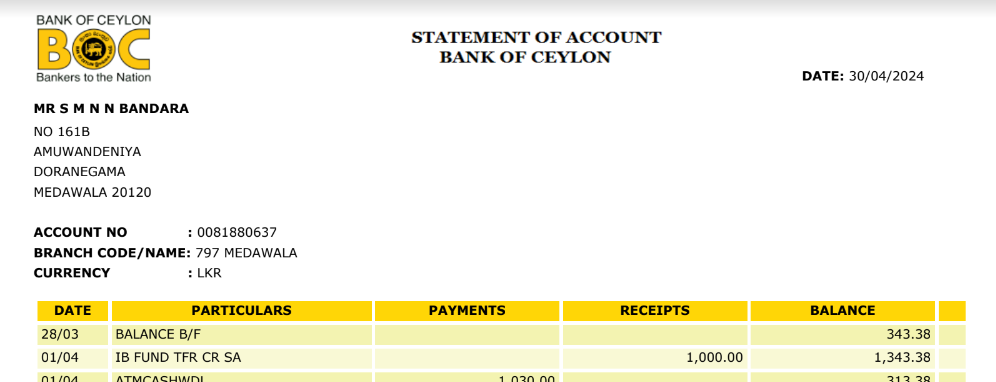 BANK OF CEYLON
BOC
Bankers to the Nation
STATEMENT OF ACCOUNT
BANK OF CEYLON
DATE: 30/04/2024
MR S M N N BANDARA
NO 161B
AMUWANDENIYA
DORANEGAMA
MEDAWALA 20120
ACCOUNT NO : 0081880637
BRANCH CODE/NAME: 797 MEDAWALA
CURRENCY : LKR
DATE PARTICULARS PAYMENTS RECEIPTS BALANCE
28/03 BALANCE B/F 343.38
01/04 IB FUND TFR CR SA 1,000.00 1,343.38
01/04 ATMCASHWDL 1,030.00 313.38